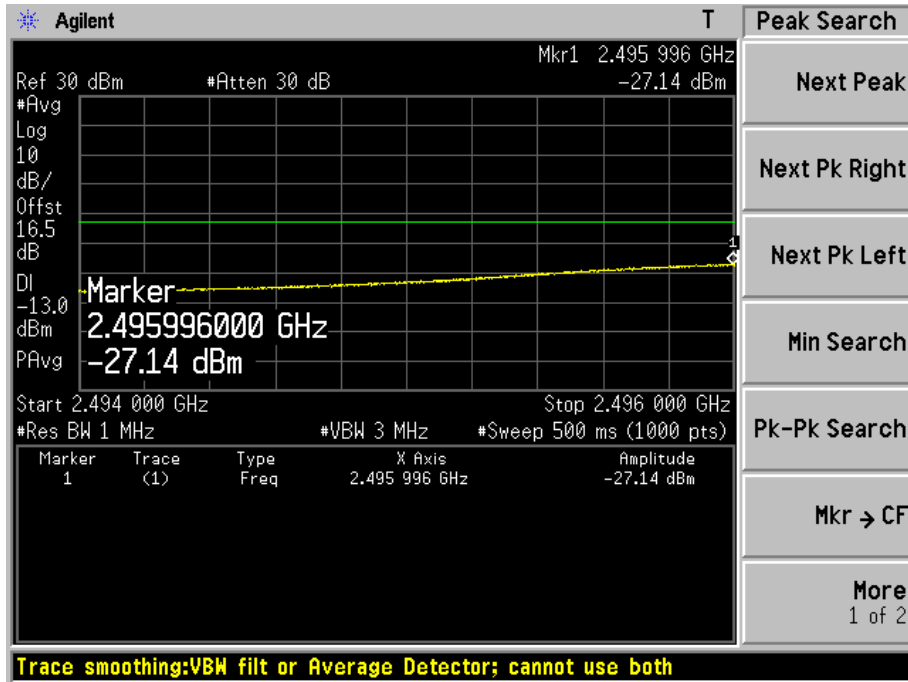 Agilent T Peak Search
Mkr1 2.495 996 GHz
Ref 30 dBm #Atten 30 dB -27.14 dBm
#Avg
Log
10
dB/
Offst
16.5
dB
DI
-13.0
dBm
PAvg
1
Marker
2.495996000 GHz
-27.14 dBm
Start 2.494 000 GHz Stop 2.496 000 GHz
#Res BW 1 MHz #VBW 3 MHz #Sweep 500 ms (1000 pts)
Marker Trace Type X Axis Amplitude
1 (1) Freq 2.495 996 GHz -27.14 dBm
Next Peak
Next Pk Right
Next Pk Left
Min Search
Pk-Pk Search
Mkr → CF
More
1 of 2
Trace smoothing:VBW filt or Average Detector; cannot use both